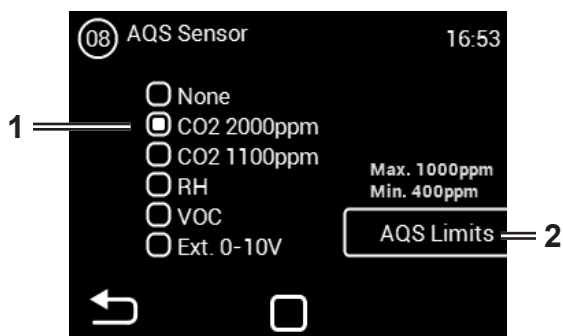 08 AQS Sensor 16:53
None
1 CO2 2000ppm
CO2 1100ppm
RH
VOC
Ext. 0-10V
Max. 1000ppm
Min. 400ppm
AQS Limits 2